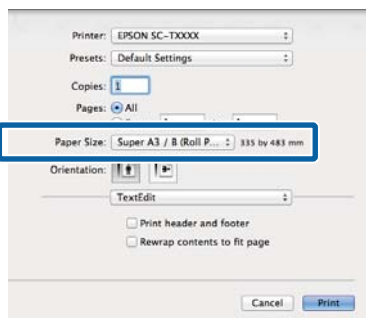 Printer: EPSON SC-TXXXX
Presets: Default Settings
Copies: 1
Pages: All
Paper Size: Super A3 / B (Roll P... 335 by 483 mm
Orientation:
TextEdit
Print header and footer
Rewrap contents to fit page
Cancel Print